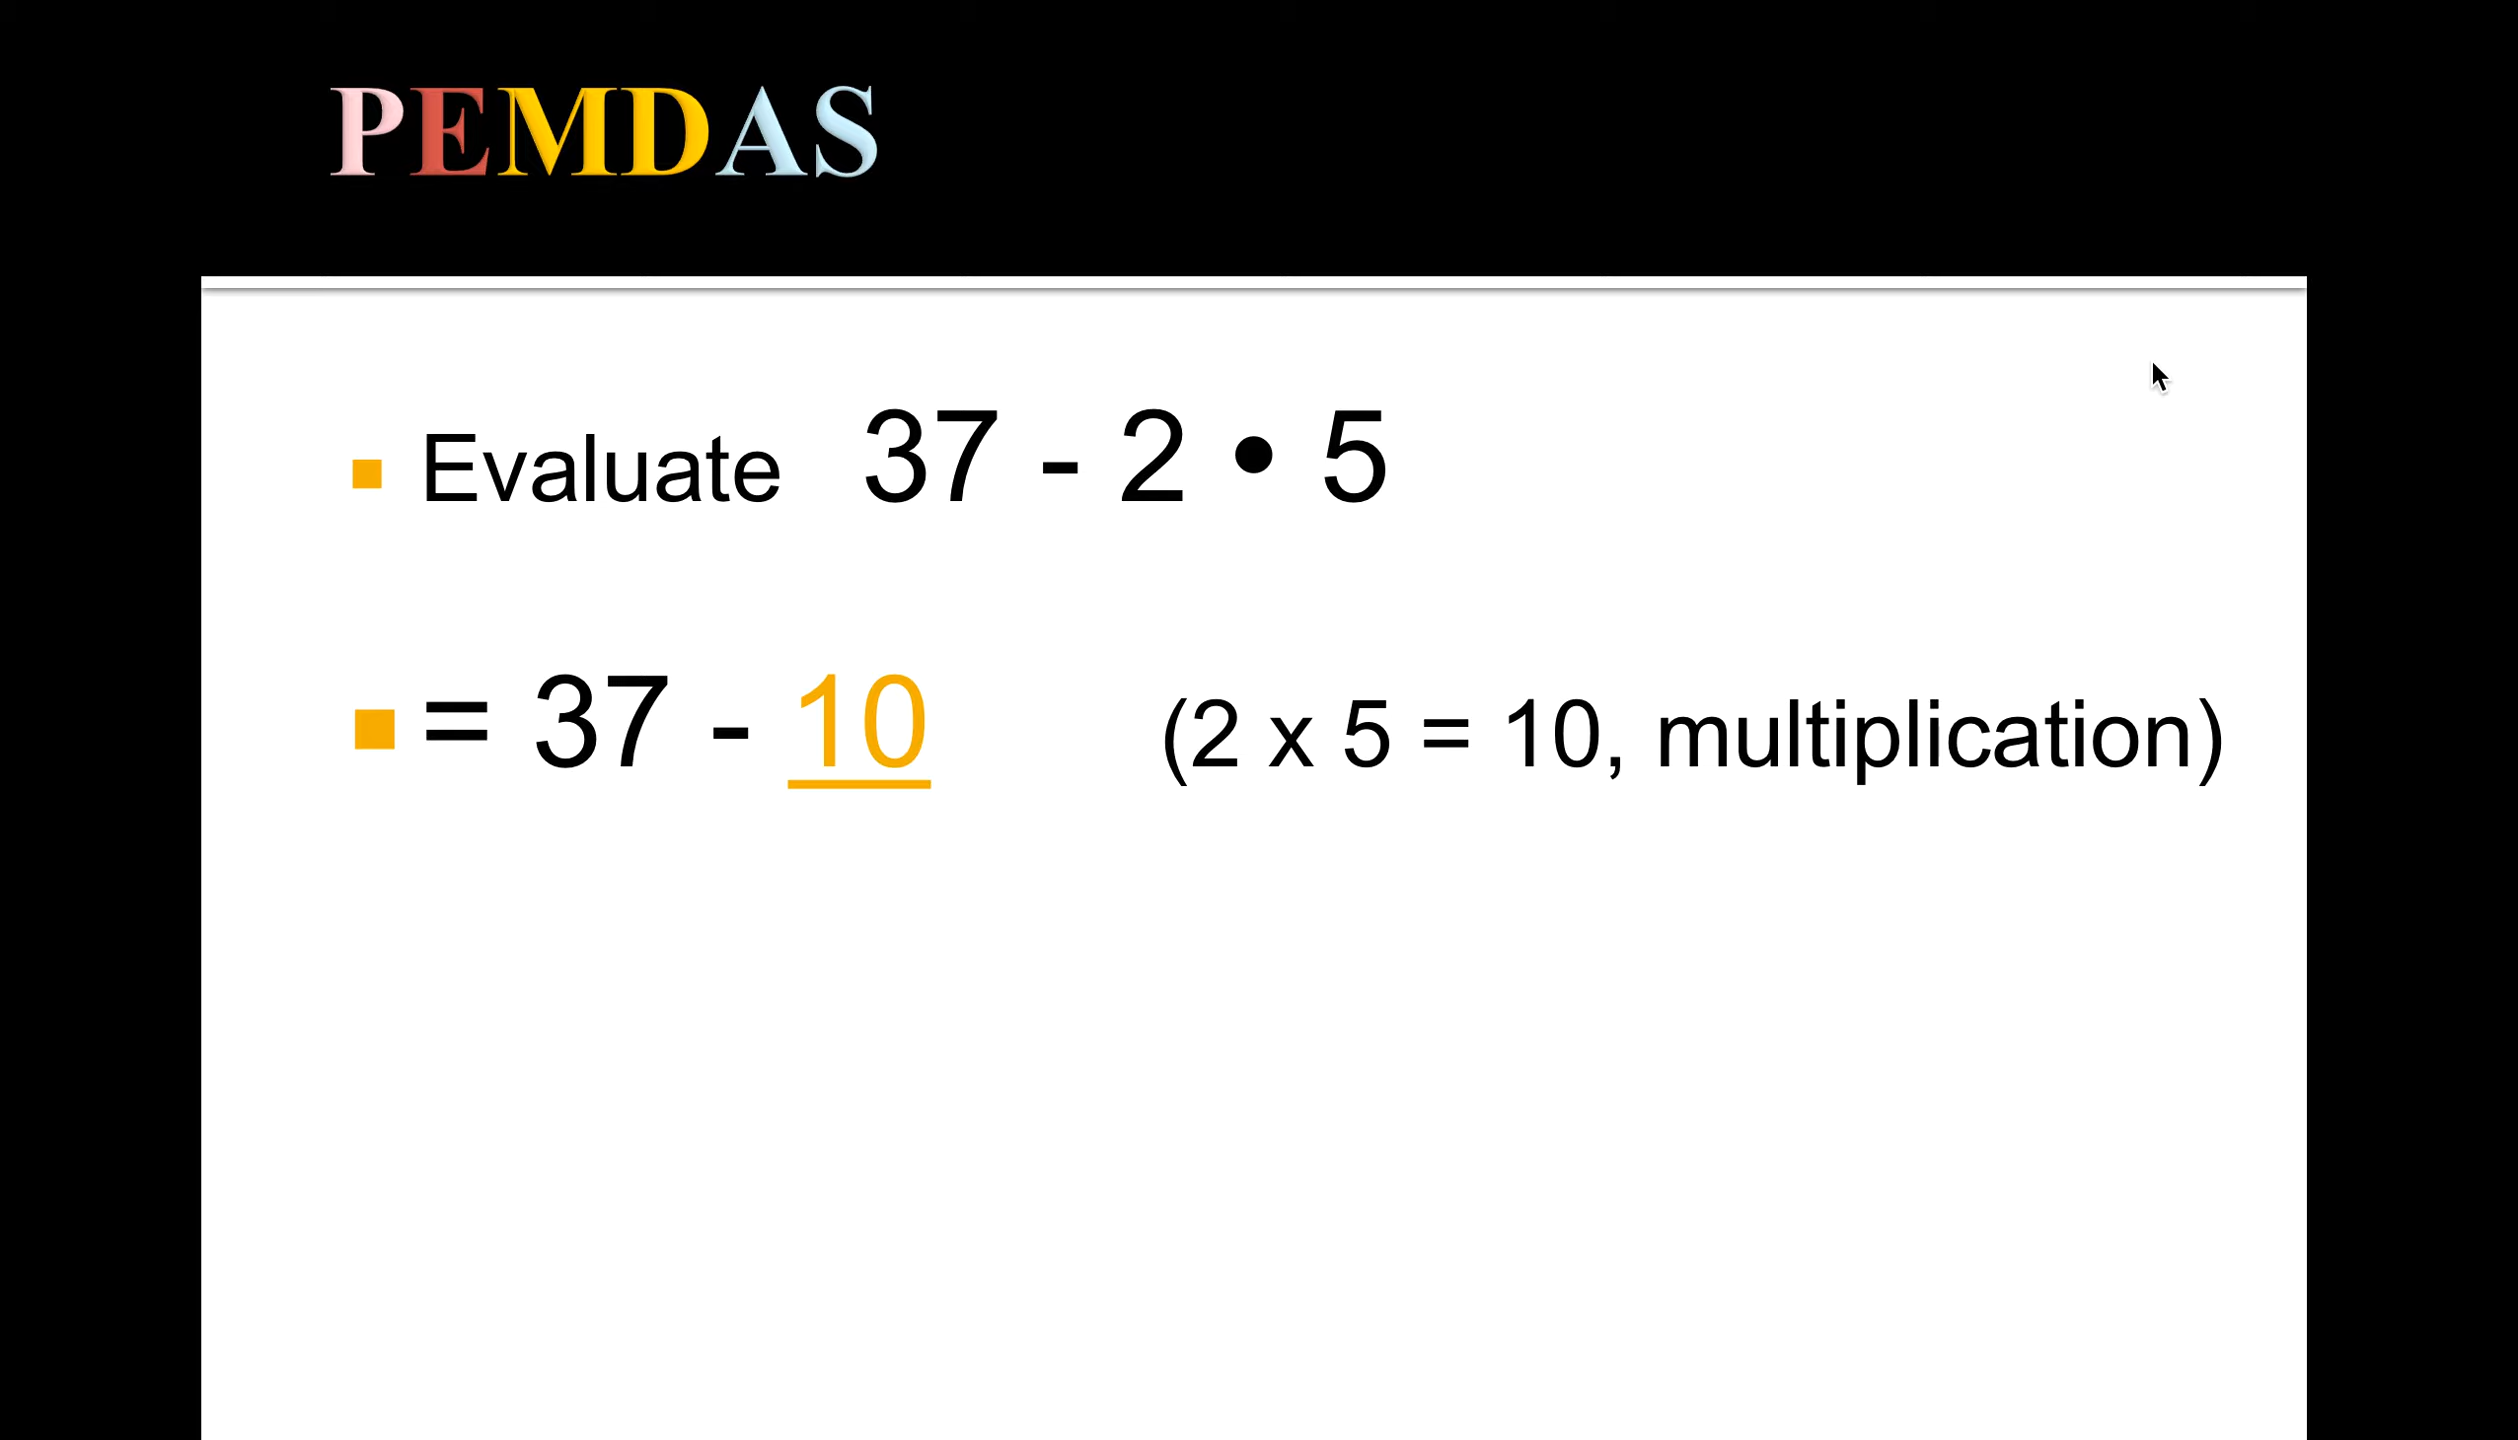 PEMDAS
Evaluate 37 - 2 • 5
= 37 - 10 (2 x 5 = 10, multiplication)